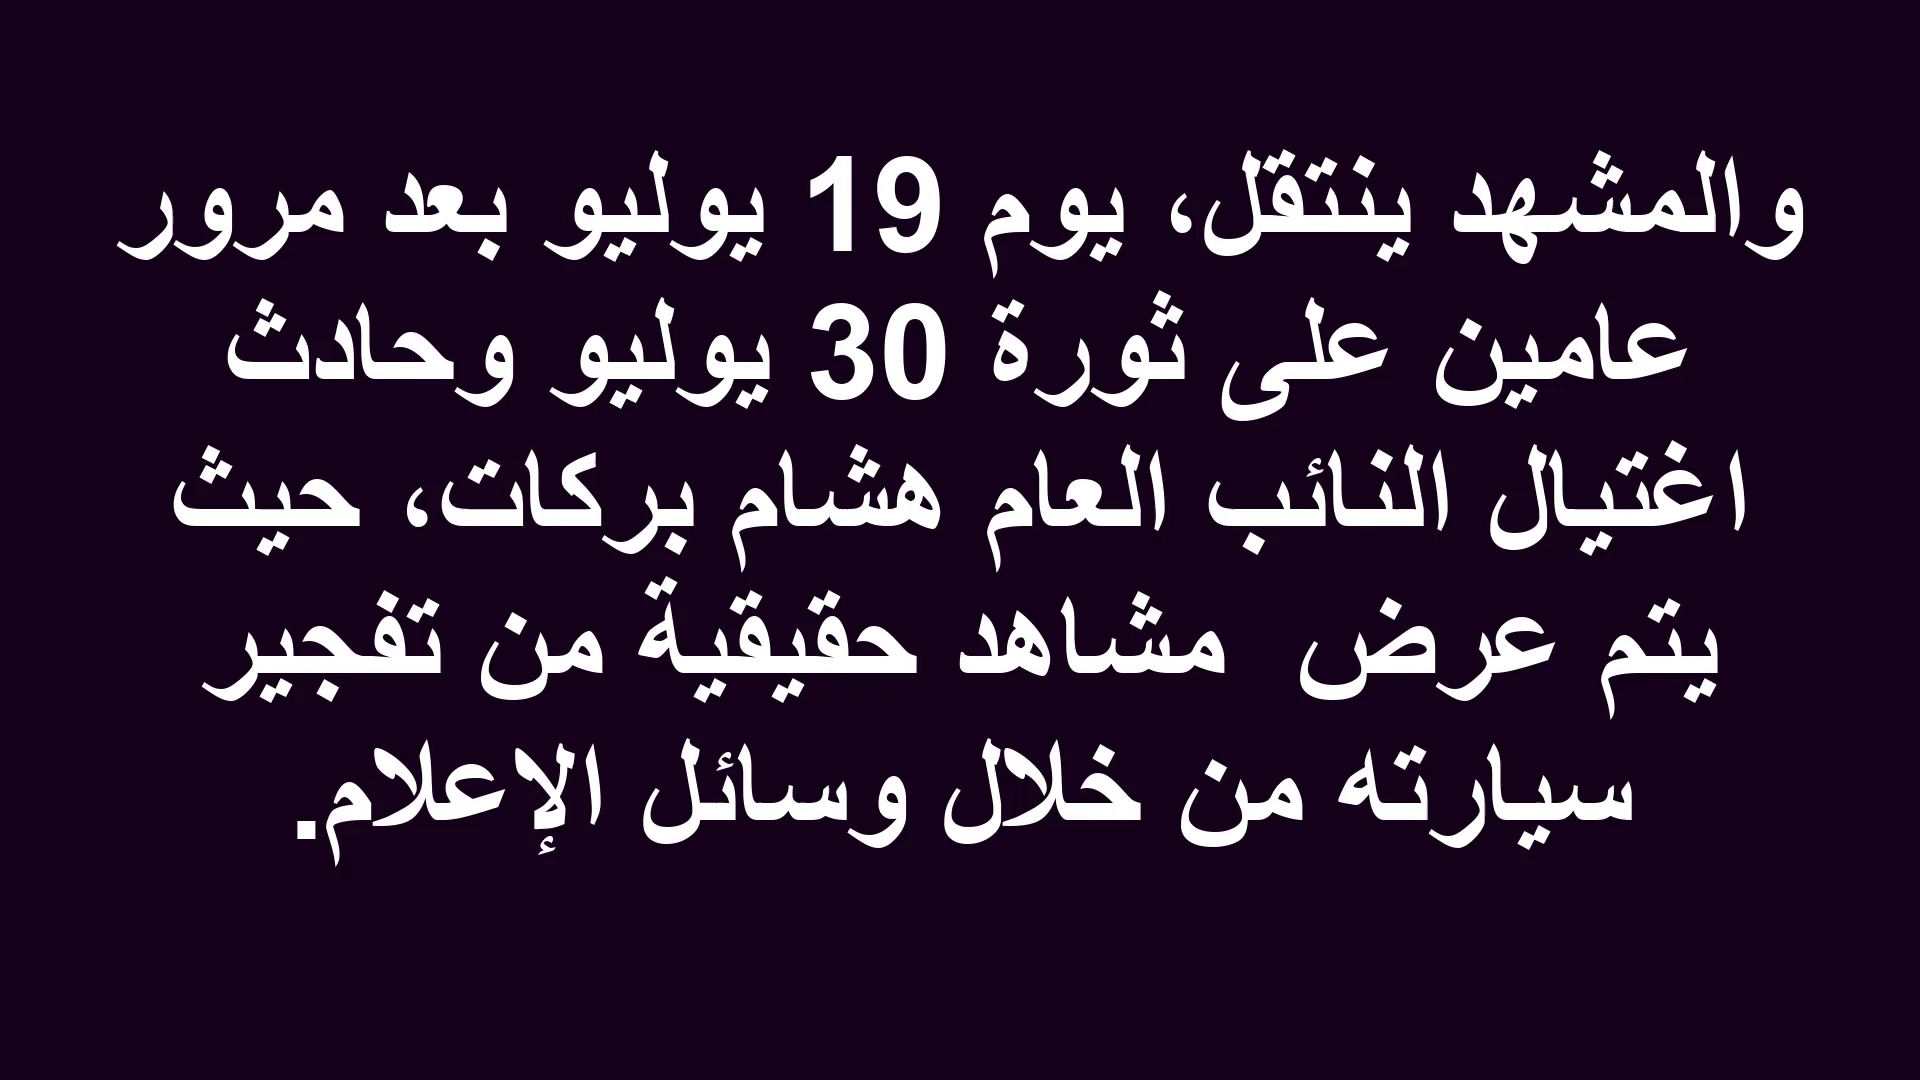 والمشهد ينتقل، يوم 19 يوليو بعد مرور
عامين على ثورة 30 يوليو وحادث
اغتيال النائب العام هشام بركات، حيث
يتم عرض  مشاهد حقيقية من تفجير
سيارته من خلال وسائل الإعلام.